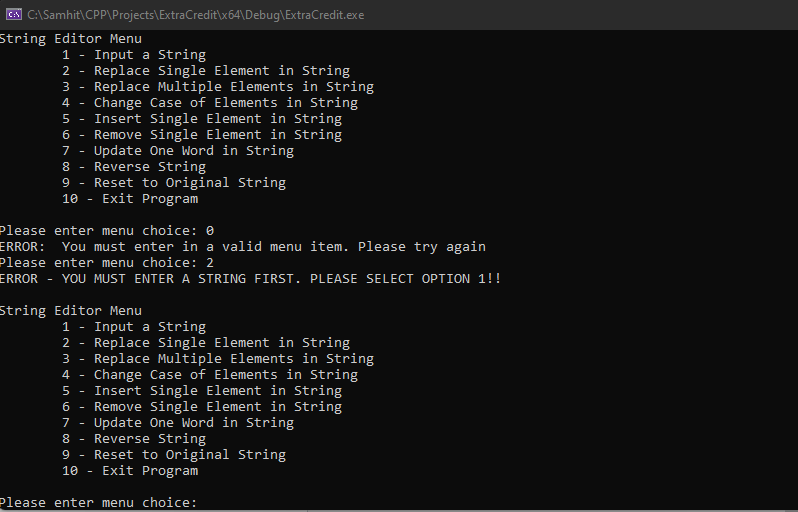 C:\Samhit\CPP\Projects\ExtraCredit\x64\Debug\ExtraCredit.exe
String Editor Menu
1 - Input a String
2 - Replace Single Element in String
3 - Replace Multiple Elements in String
4 - Change Case of Elements in String
5 - Insert Single Element in String
6 - Remove Single Element in String
7 - Update One Word in String
8 - Reverse String
9 - Reset to Original String
10 - Exit Program
Please enter menu choice: 0
ERROR:  You must enter in a valid menu item. Please try again
Please enter menu choice: 2
ERROR - YOU MUST ENTER A STRING FIRST. PLEASE SELECT OPTION 1!!
String Editor Menu
1 - Input a String
2 - Replace Single Element in String
3 - Replace Multiple Elements in String
4 - Change Case of Elements in String
5 - Insert Single Element in String
6 - Remove Single Element in String
7 - Update One Word in String
8 - Reverse String
9 - Reset to Original String
10 - Exit Program
Please enter menu choice: